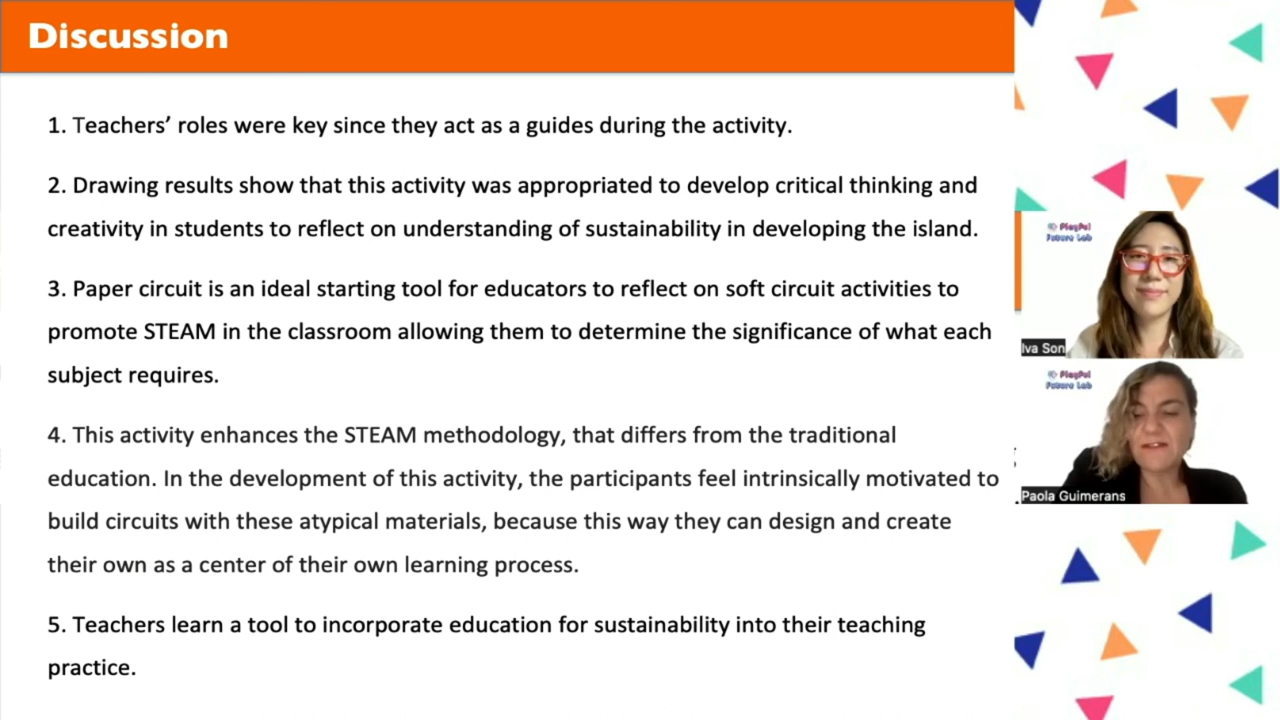 Discussion
1. Teachers’ roles were key since they act as a guides during the activity.
2. Drawing results show that this activity was appropriated to develop critical thinking and
creativity in students to reflect on understanding of sustainability in developing the island.
3. Paper circuit is an ideal starting tool for educators to reflect on soft circuit activities to
promote STEAM in the classroom allowing them to determine the significance of what each
subject requires.
4. This activity enhances the STEAM methodology, that differs from the traditional
education. In the development of this activity, the participants feel intrinsically motivated to
build circuits with these atypical materials, because this way they can design and create
their own as a center of their own learning process.
5. Teachers learn a tool to incorporate education for sustainability into their teaching
practice.
Playful
Future Lab
lva Son
Playful
Future Lab
Paola Guimerans